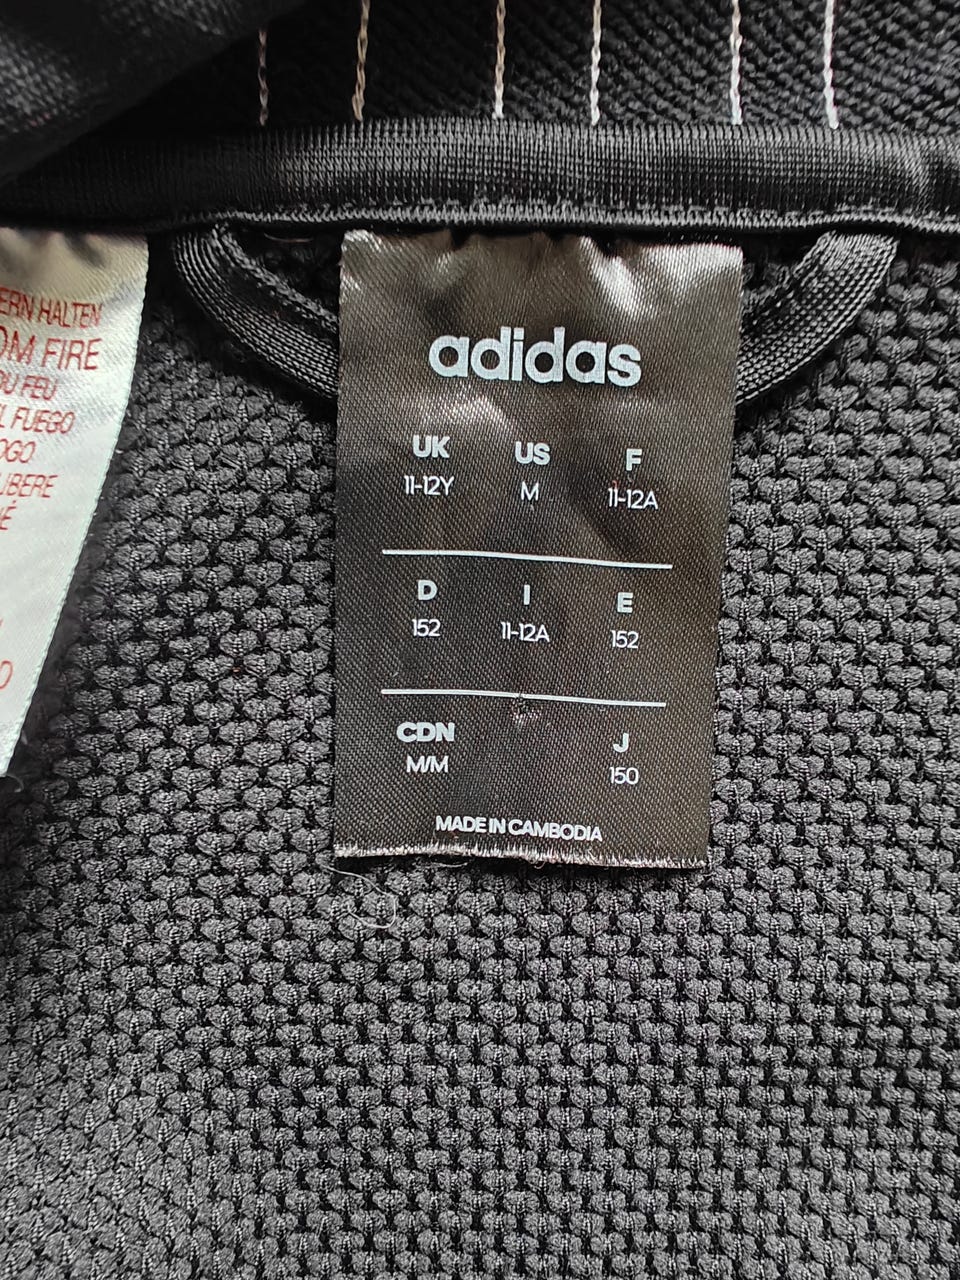 ERN HALTEN
OM FIRE
DU FEU
L FUEGO
OGO
adidas
UK US F
11-12Y M 11-12A
D I E
152 11-12A 152
CDN J
M/M 150
MADE IN CAMBODIA